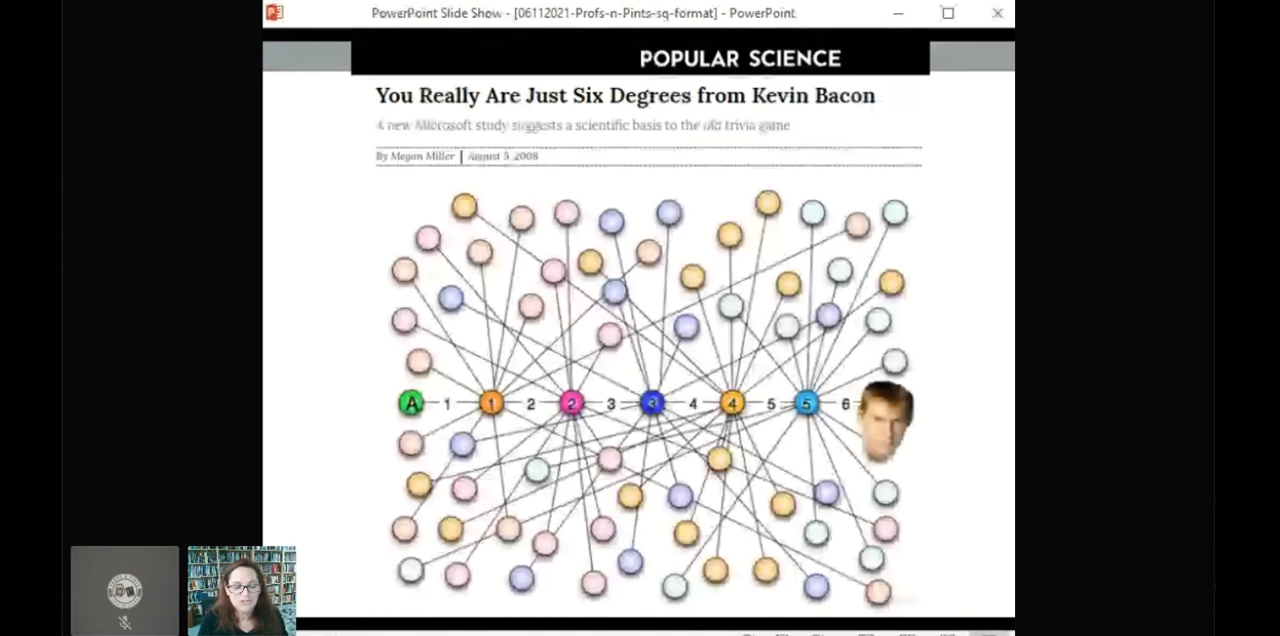 PowerPoint Slide Show - [06112021-Profs-n-Pints-sq-format] - PowerPoint
POPULAR SCIENCE
You Really Are Just Six Degrees from Kevin Bacon
A new Microsoft study suggests a scientific basis to the old trivia game
By Megan Miller | August 5, 2008
A 1 1 2 2 3 3 4 4 5 5 6